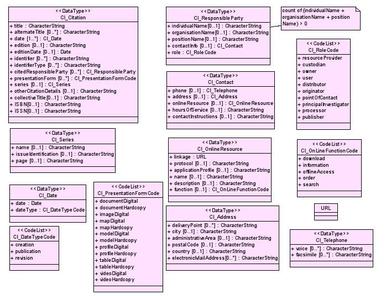 <<DataType>>
CI_Citation
+ title : CharacterString
+ alternateTitle [0..*] : CharacterString
+ date [1..*] : CI_Date
+ edition [0..1] : CharacterString
+ editionDate [0..1] : Date
+ identifier [0..*] : CharacterString
+ identifierType [0..*] : CharacterString
+ citedResponsibleParty [0..*] : CI_ResponsibleParty
+ presentationForm [0..*] : CI_PresentationFormCode
+ series [0..1] : CI_Series
+ otherCitationDetails [0..1] : CharacterString
+ collectiveTitle [0..1] : CharacterString
+ ISBN [0..1] : CharacterString
+ ISSN [0..1] : CharacterString
<<DataType>>
CI_Series
+ name [0..1] : CharacterString
+ issueIdentification [0..1] : CharacterString
+ page [0..1] : CharacterString
<<DataType>>
CI_Date
+ date : Date
+ dateType : CI_DateTypeCode
<<CodeList>>
CI_DateTypeCode
+ creation
+ publication
+ revision
<<CodeList>>
CI_PresentationFormCode
+ documentDigital
+ documentHardcopy
+ imageDigital
+ imageHardcopy
+ mapDigital
+ mapHardcopy
+ modelDigital
+ modelHardcopy
+ profileDigital
+ profileHardcopy
+ tableDigital
+ tableHardcopy
+ videoDigital
+ videoHardcopy
<<DataType>>
CI_Responsible Party
+ individualName [0..1] : CharacterString
+ organisationName [0..1] : CharacterString
+ positionName [0..1] : CharacterString
+ contactInfo [0..1] : CI_Contact
+ role : CI_RoleCode
count of (individualName +
organisationName + position
Name) > 0
<<DataType>>
CI_Contact
+ phone [0..1] : CI_Telephone
+ address [0..1] : CI_Address
+ onlineResource [0..1] : CI_OnlineResource
+ hoursOfService [0..1] : CharacterString
+ contactInstructions [0..1] : CharacterString
<<DataType>>
CI_OnlineResource
+ linkage : URL
+ protocol [0..1] : CharacterString
+ applicationProfile [0..1] : CharacterString
+ name [0..1] : CharacterString
+ description [0..1] : CharacterString
+ function [0..1] : CI_OnLineFunctionCode
<<DataType>>
CI_Address
+ deliveryPoint [0..*] : CharacterString
+ city [0..1] : CharacterString
+ administrativeArea [0..1] : CharacterString
+ postalCode [0..1] : CharacterString
+ country [0..1] : CharacterString
+ electronicMailAddress [0..*] : CharacterString
<<CodeList>>
CI_RoleCode
+ resourceProvider
+ custodian
+ owner
+ user
+ distributor
+ originator
+ pointOfContact
+ principalInvestigator
+ processor
+ publisher
<<CodeList>>
CI_OnLineFunctionCode
+ download
+ information
+ offlineAccess
+ order
+ search
URL
<<DataType>>
CI_Telephone
+ voice [0..*] : CharacterString
+ facsimile [0..*] : CharacterString